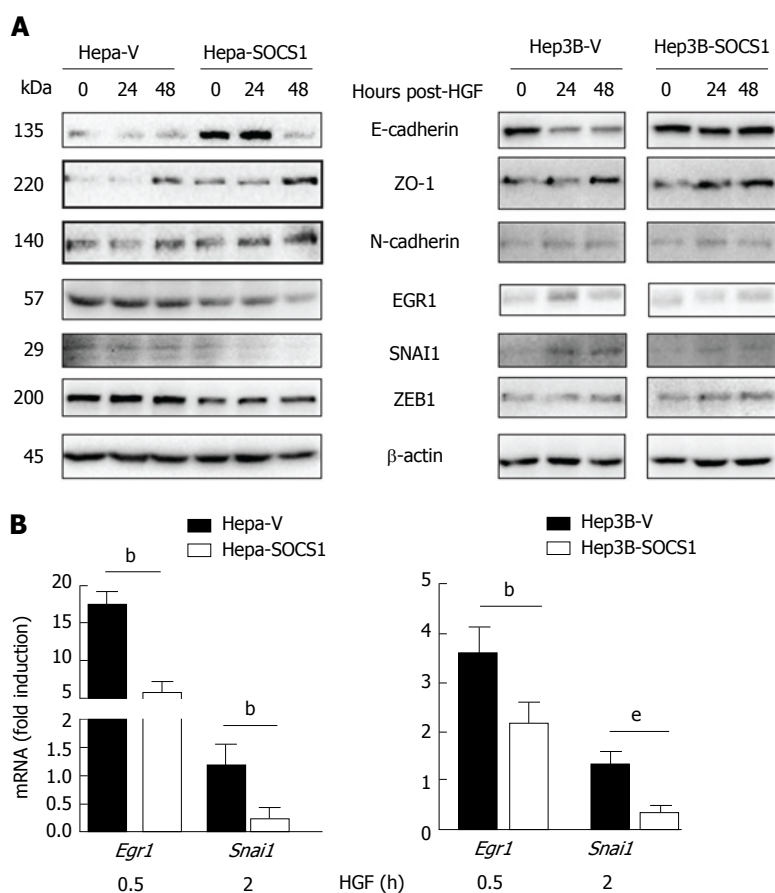 A
Hepa-V Hepa-SOCS1 Hep3B-V Hep3B-SOCS1
kDa 0 24 48 0 24 48 Hours post-HGF 0 24 48 0 24 48
135 E-cadherin
220 ZO-1
140 N-cadherin
57 EGR1
29 SNAI1
200 ZEB1
45 β-actin
B
Hepa-V
Hepa-SOCS1
Hep3B-V
Hep3B-SOCS1
mRNA (fold induction)
20
15
10
5
2.0
1.5
1.0
0.5
0.0
b
b
Egr1 Snai1
0.5 2
5
4
3
2
1
0
b
e
Egr1 Snai1
HGF (h) 0.5 2